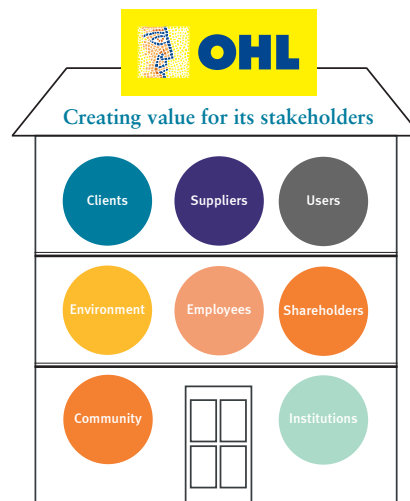 OHL
Creating value for its stakeholders
Clients
Suppliers
Users
Environment
Employees
Shareholders
Community
Institutions